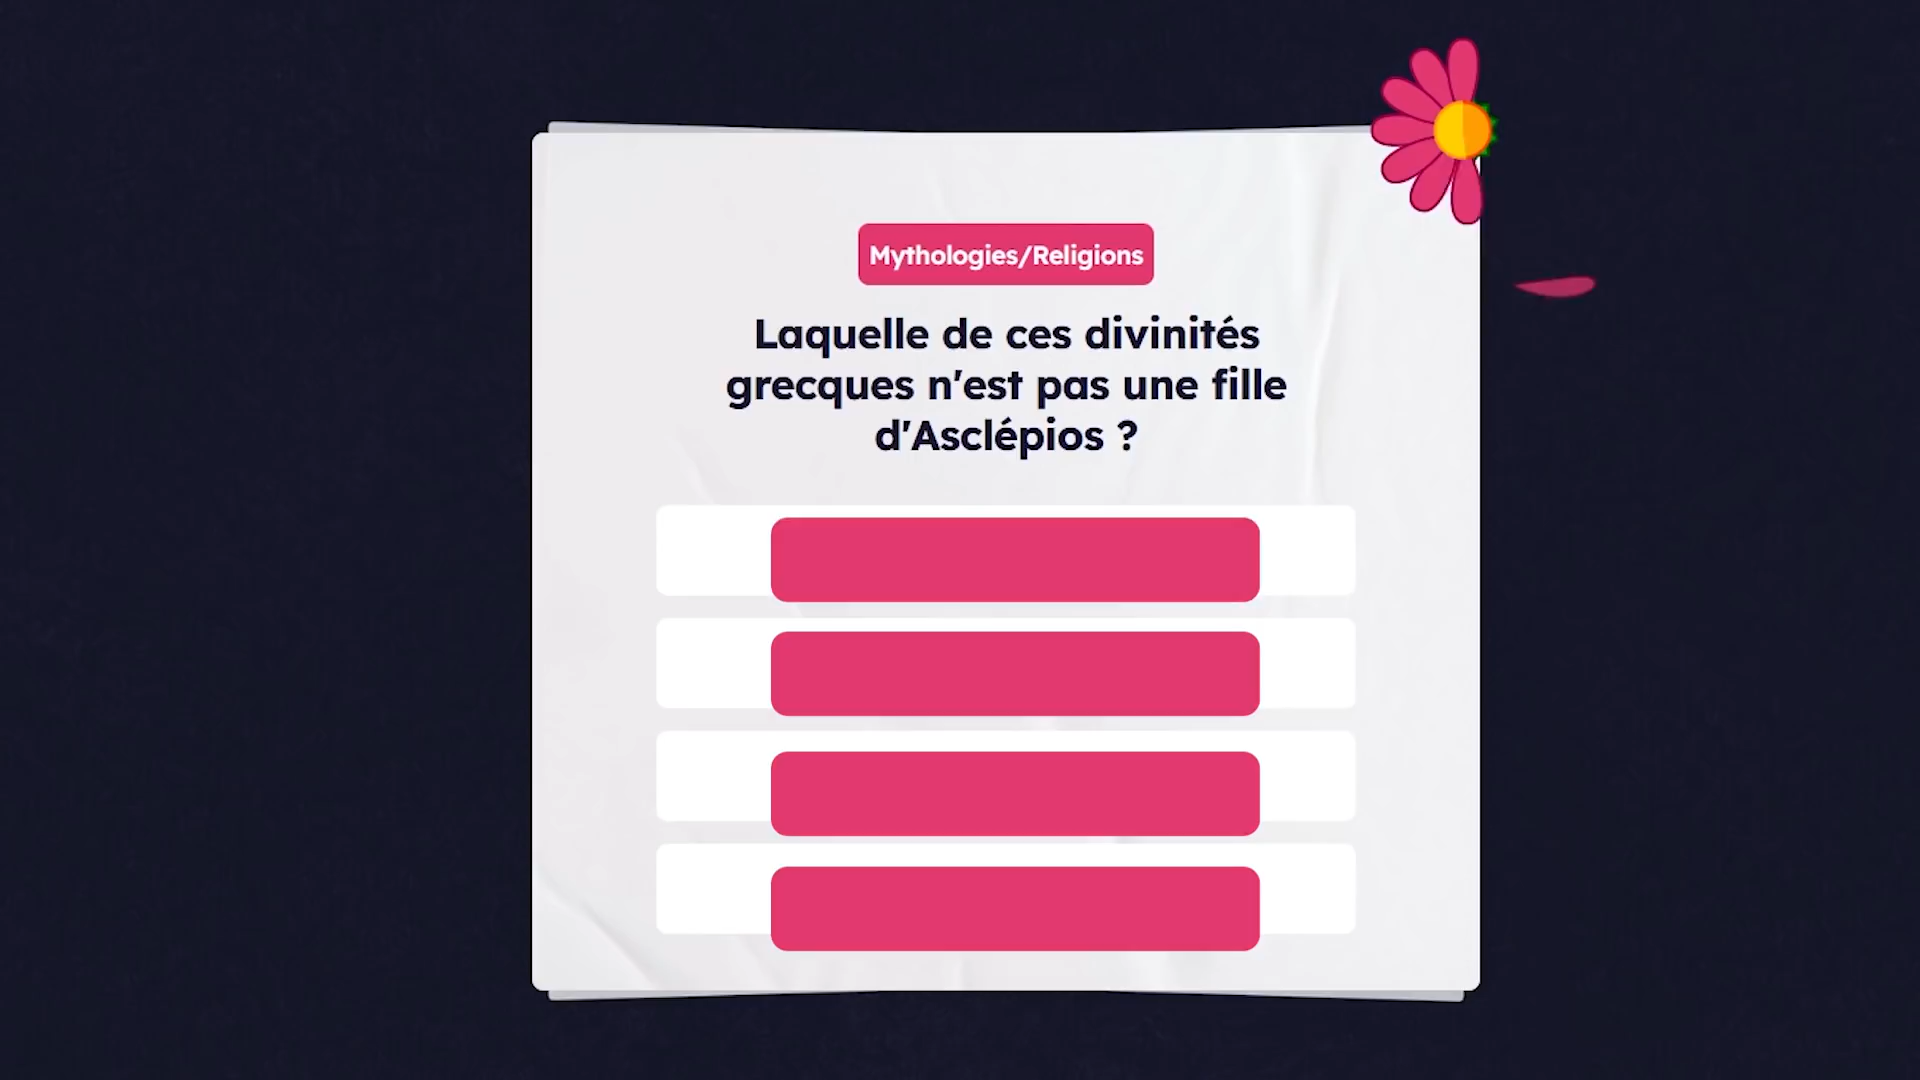 Mythologies/Religions
Laquelle de ces divinités
grecques n'est pas une fille
d'Asclépios ?